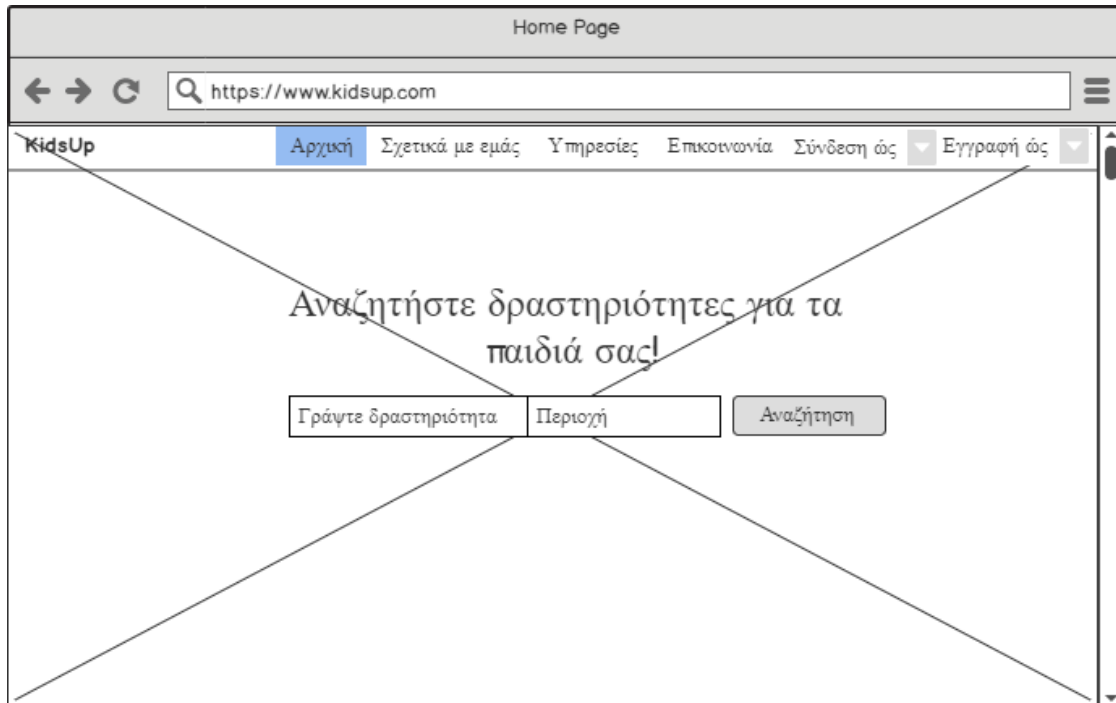 Home Page
https://www.kidsup.com
KidsUp Αρχική Σχετικά με εμάς Υπηρεσίες Επικοινωνία Σύνδεση ώς Εγγραφή ώς
Αναζητήστε δραστηριότητες για τα
παιδιά σας!
Γράψτε δραστηριότητα Περιοχή Αναζήτηση